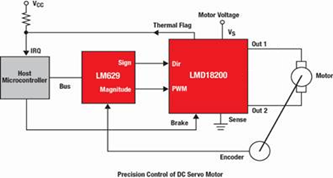 VCC
Thermal Flag
Motor Voltage
VS
IRQ
Out 1
Host
Microcontroller
Bus
LM629
Sign
Magnitude
Dir
PWM
LMD18200
Motor
Out 2
Brake
Sense
Encoder
Precision Control of DC Servo Motor